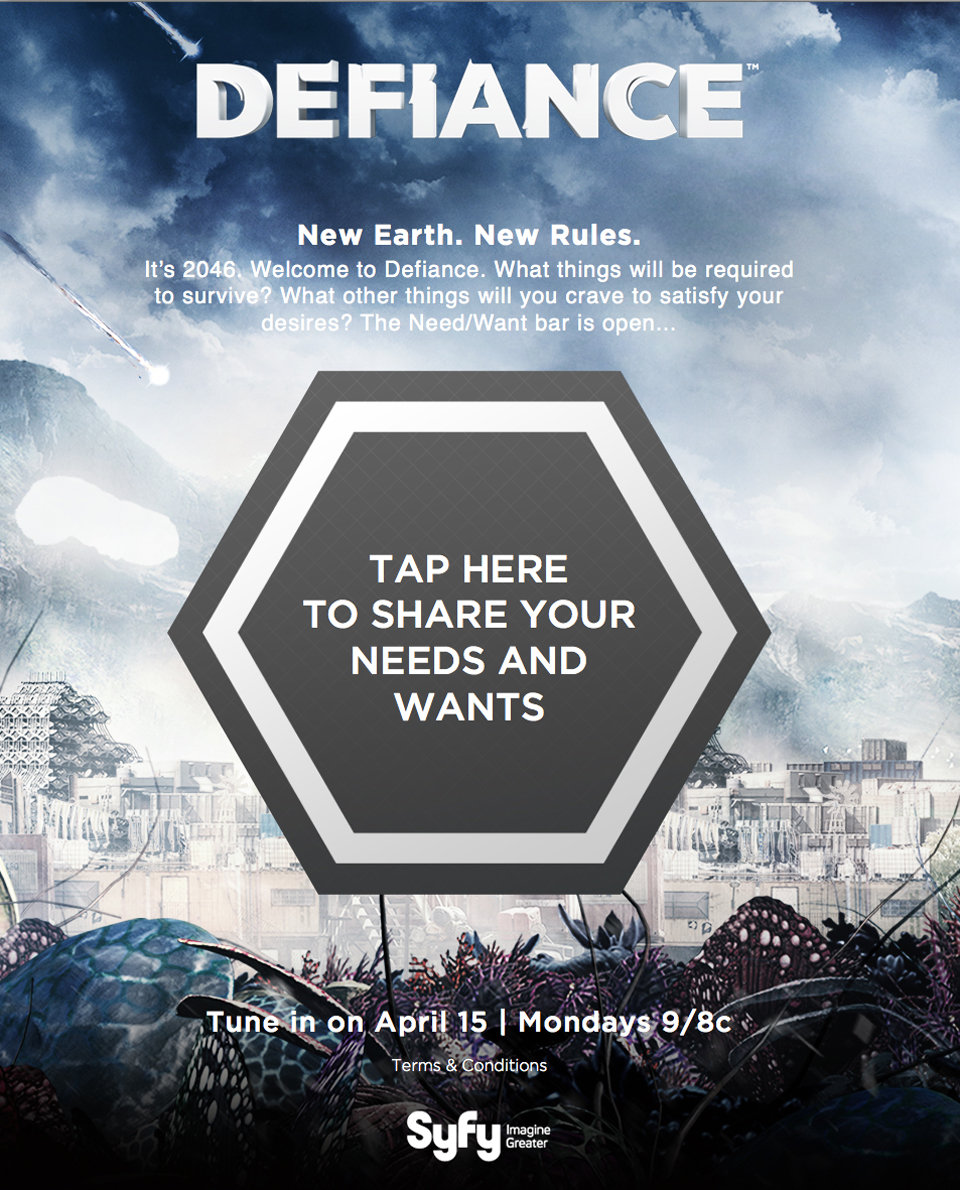 DEFIANCE™
New Earth. New Rules.
It's 2046. Welcome to Defiance. What things will be required
to survive? What other things will you crave to satisfy your
desires? The Need/Want bar is open...
TAP HERE
TO SHARE YOUR
NEEDS AND
WANTS
Tune in on April 15 | Mondays 9/8c
Terms & Conditions
Syfy Imagine
Greater